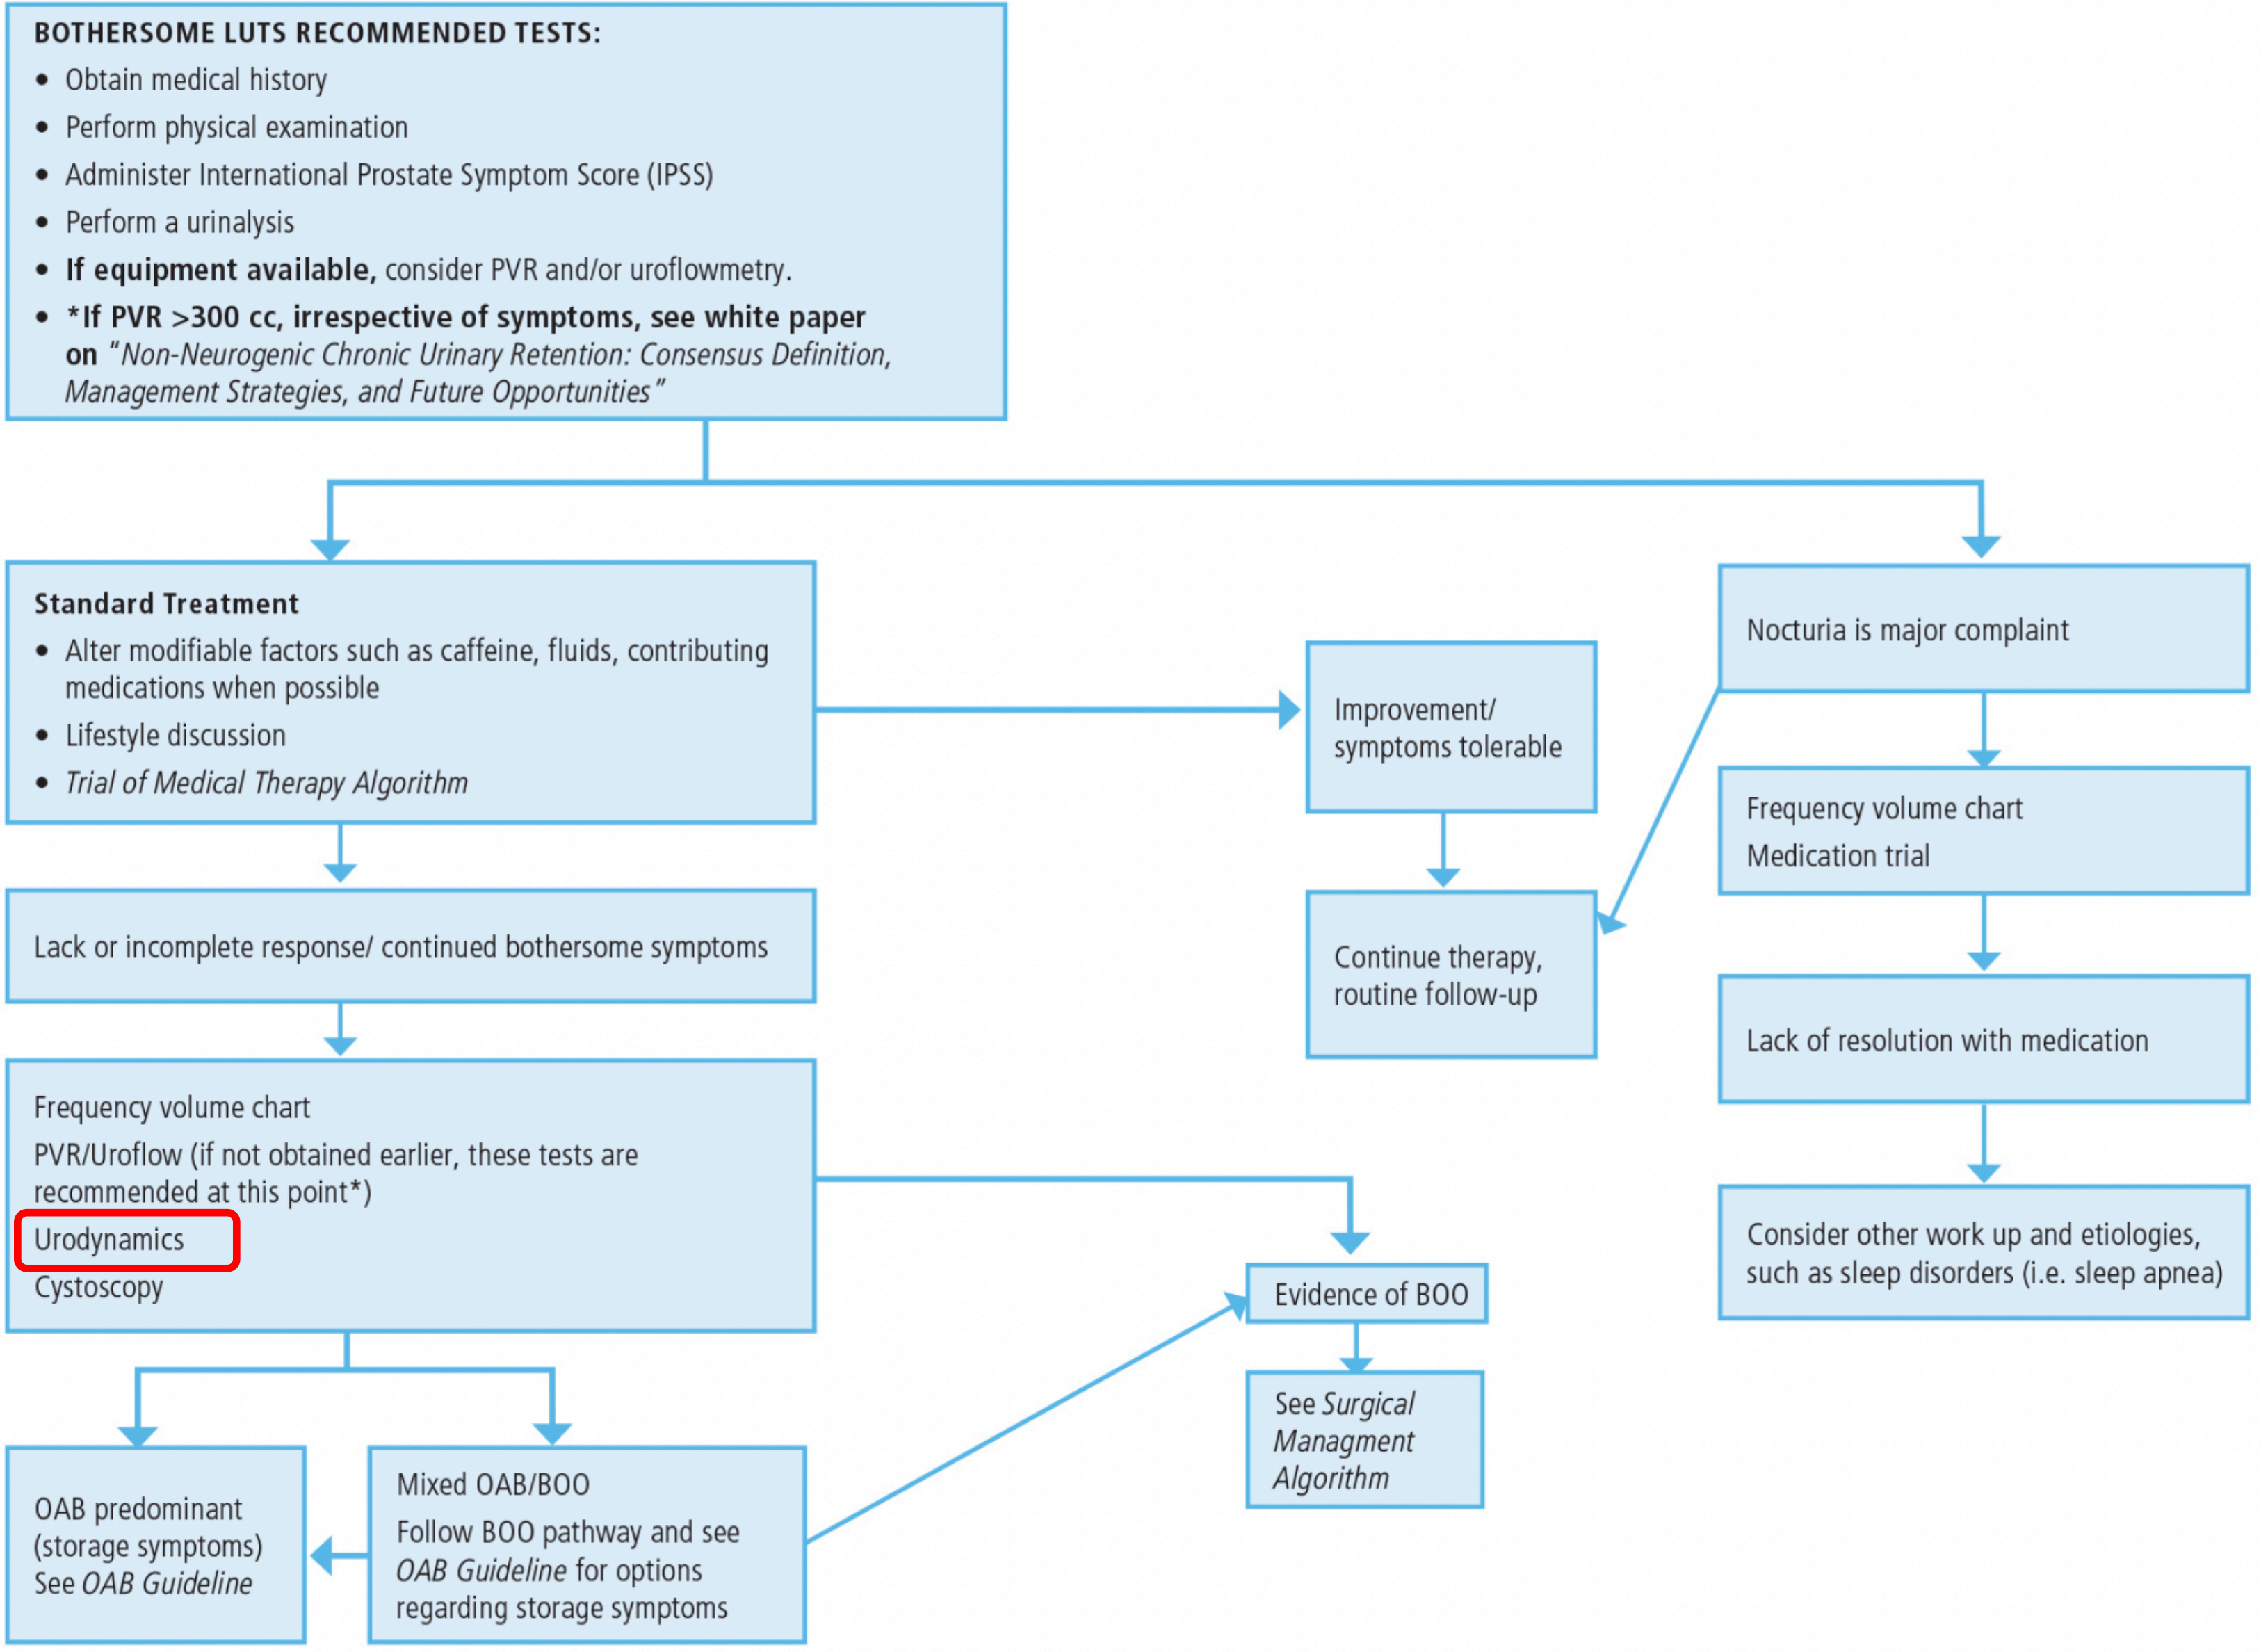 BOTHERSOME LUTS RECOMMENDED TESTS:
• Obtain medical history
• Perform physical examination
• Administer International Prostate Symptom Score (IPSS)
• Perform a urinalysis
• If equipment available, consider PVR and/or uroflowmetry.
• *If PVR >300 cc, irrespective of symptoms, see white paper
on “Non-Neurogenic Chronic Urinary Retention: Consensus Definition,
Management Strategies, and Future Opportunities”
Standard Treatment
• Alter modifiable factors such as caffeine, fluids, contributing
medications when possible
• Lifestyle discussion
• Trial of Medical Therapy Algorithm
Improvement/
symptoms tolerable
Nocturia is major complaint
Frequency volume chart
Medication trial
Lack or incomplete response/ continued bothersome symptoms
Continue therapy,
routine follow-up
Lack of resolution with medication
Frequency volume chart
PVR/Uroflow (if not obtained earlier, these tests are
recommended at this point*)
Urodynamics
Cystoscopy
Evidence of BOO
Consider other work up and etiologies,
such as sleep disorders (i.e. sleep apnea)
See Surgical
Managment
Algorithm
OAB predominant
(storage symptoms)
See OAB Guideline
Mixed OAB/BOO
Follow BOO pathway and see
OAB Guideline for options
regarding storage symptoms